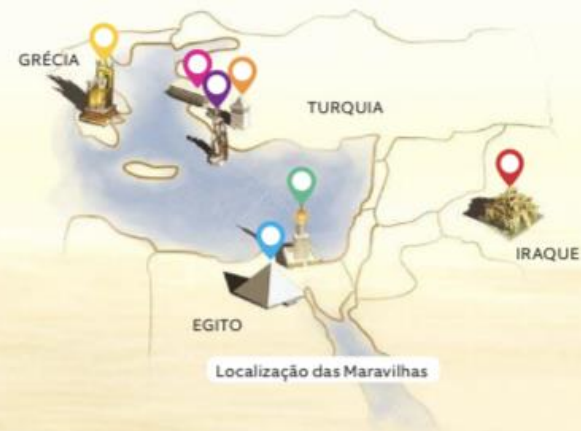 GRÉCIA
TURQUIA
IRAQUE
EGITO
Localização das Maravilhas